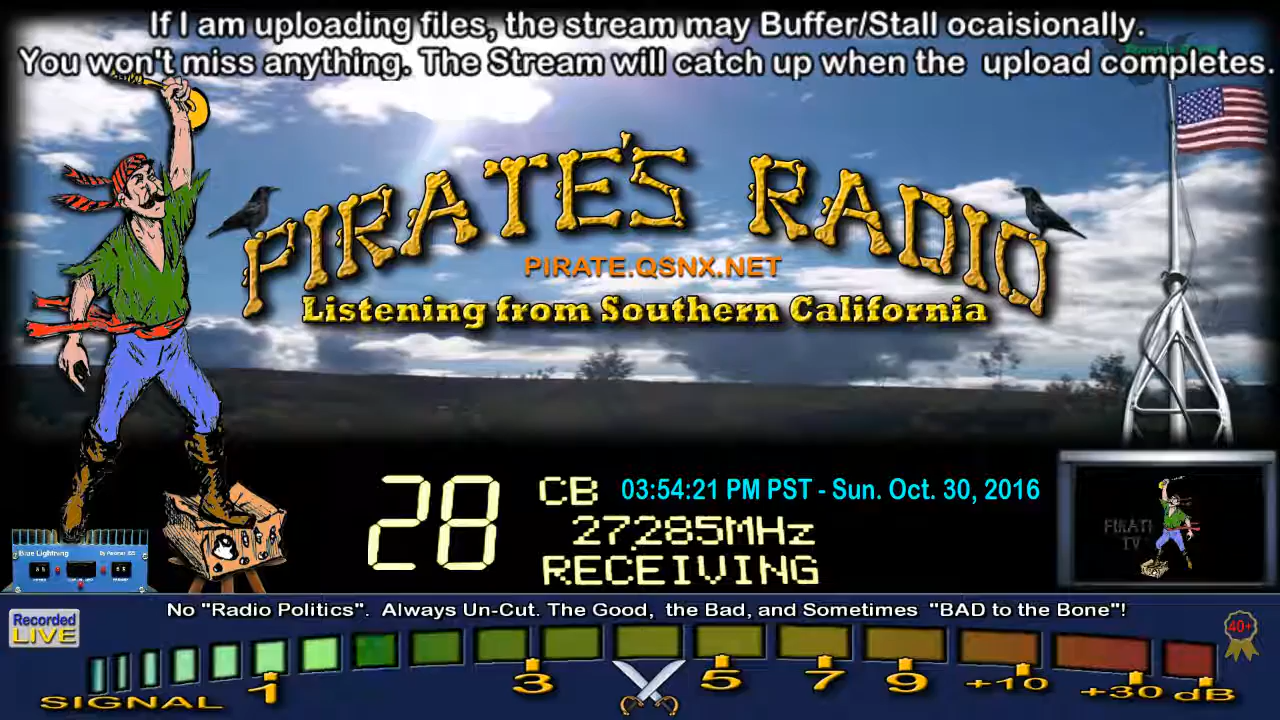 If I am uploading files, the stream may Buffer/Stall ocaisionally.
You won't miss anything. The Stream will catch up when the upload completes.
PIRATE'S RADIO
PIRATE.QSNX.NET
Listening from Southern California
28 CB 03:54:21 PM PST - Sun. Oct. 30, 2016
27.285MHz
RECEIVING
PIRATE
TV
Blue Lightning
No "Radio Politics". Always Un-Cut. The Good, the Bad, and Sometimes "BAD to the Bone"!
Recorded
LIVE
40+
SIGNAL 1 3 5 7 9 +10 +30 dB